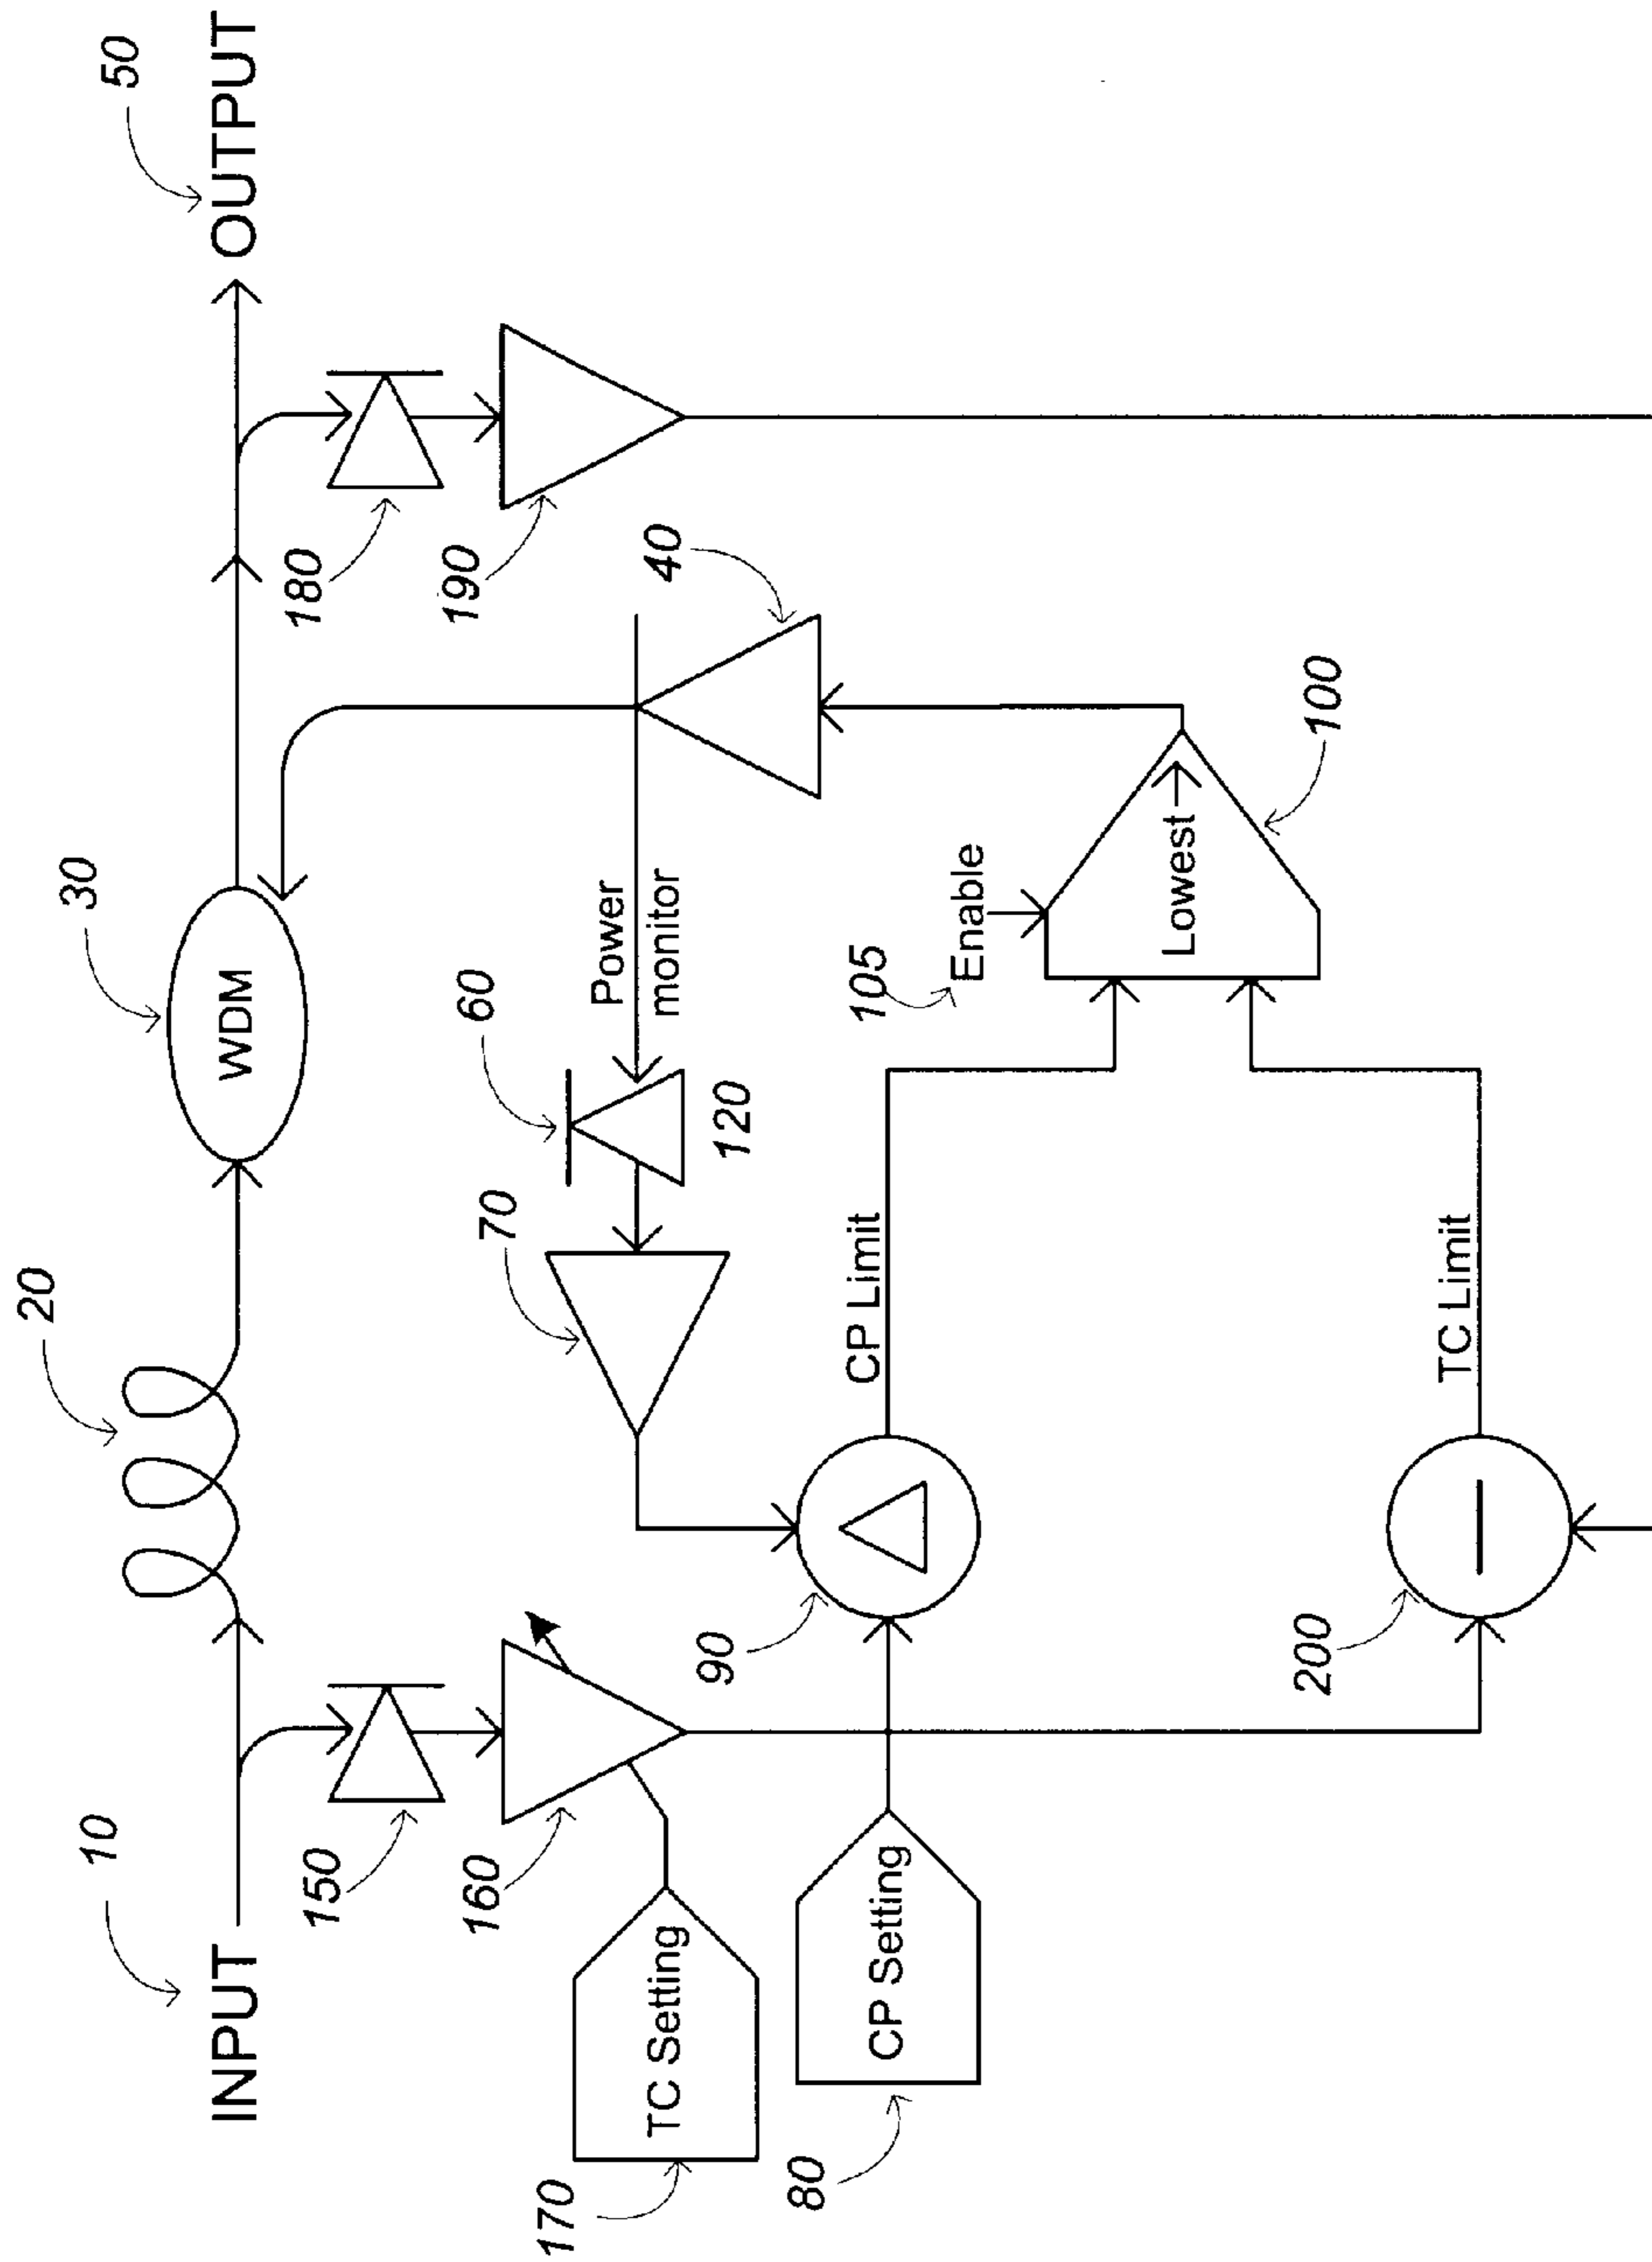 50
OUTPUT
20
30
WDM
10
INPUT
180
190
40
150
160
60
Power
monitor
70
120
TC Setting
170
CP Setting
80
90
CP Limit
105
Enable
Lowest
100
200
TC Limit